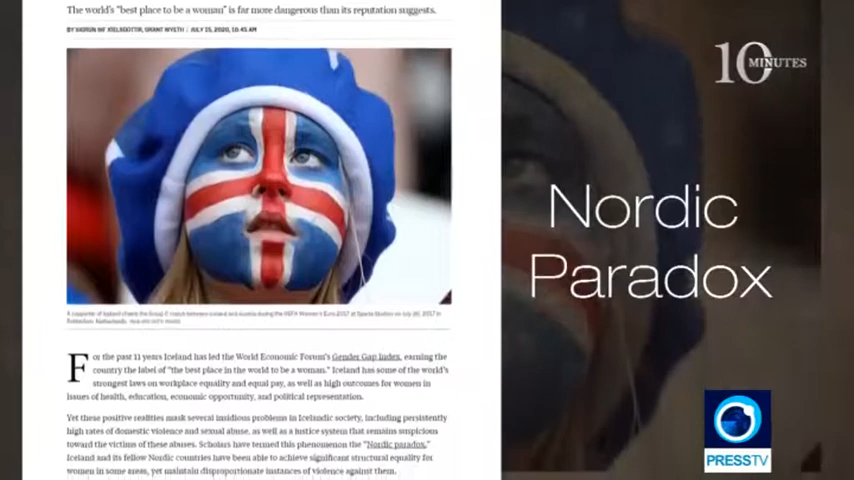 The world's "best place to be a woman" is far more dangerous than its reputation suggests.
JULY 15, 2020, 10:45 AM
10 MINUTES
Nordic
Paradox
For the past 11 years Iceland has led the World Economic Forum's Gender Gap Index, earning the
country the label of "the best place in the world to be a woman." Iceland has some of the world's
strongest laws on workplace equality and equal pay, as well as high outcomes for women in
issues of health, education, economic opportunity, and political representation.
Yet these positive realities mask several insidious problems in Icelandic society, including persistently
high rates of domestic violence and sexual abuse, as well as a justice system that remains suspicious
toward the victims of these abuses. Scholars have termed this phenomenon the "Nordic paradox."
Iceland and its fellow Nordic countries have been able to achieve significant structural equality for
women in some areas, yet maintain disproportionate instances of violence against them.
PRESSTV